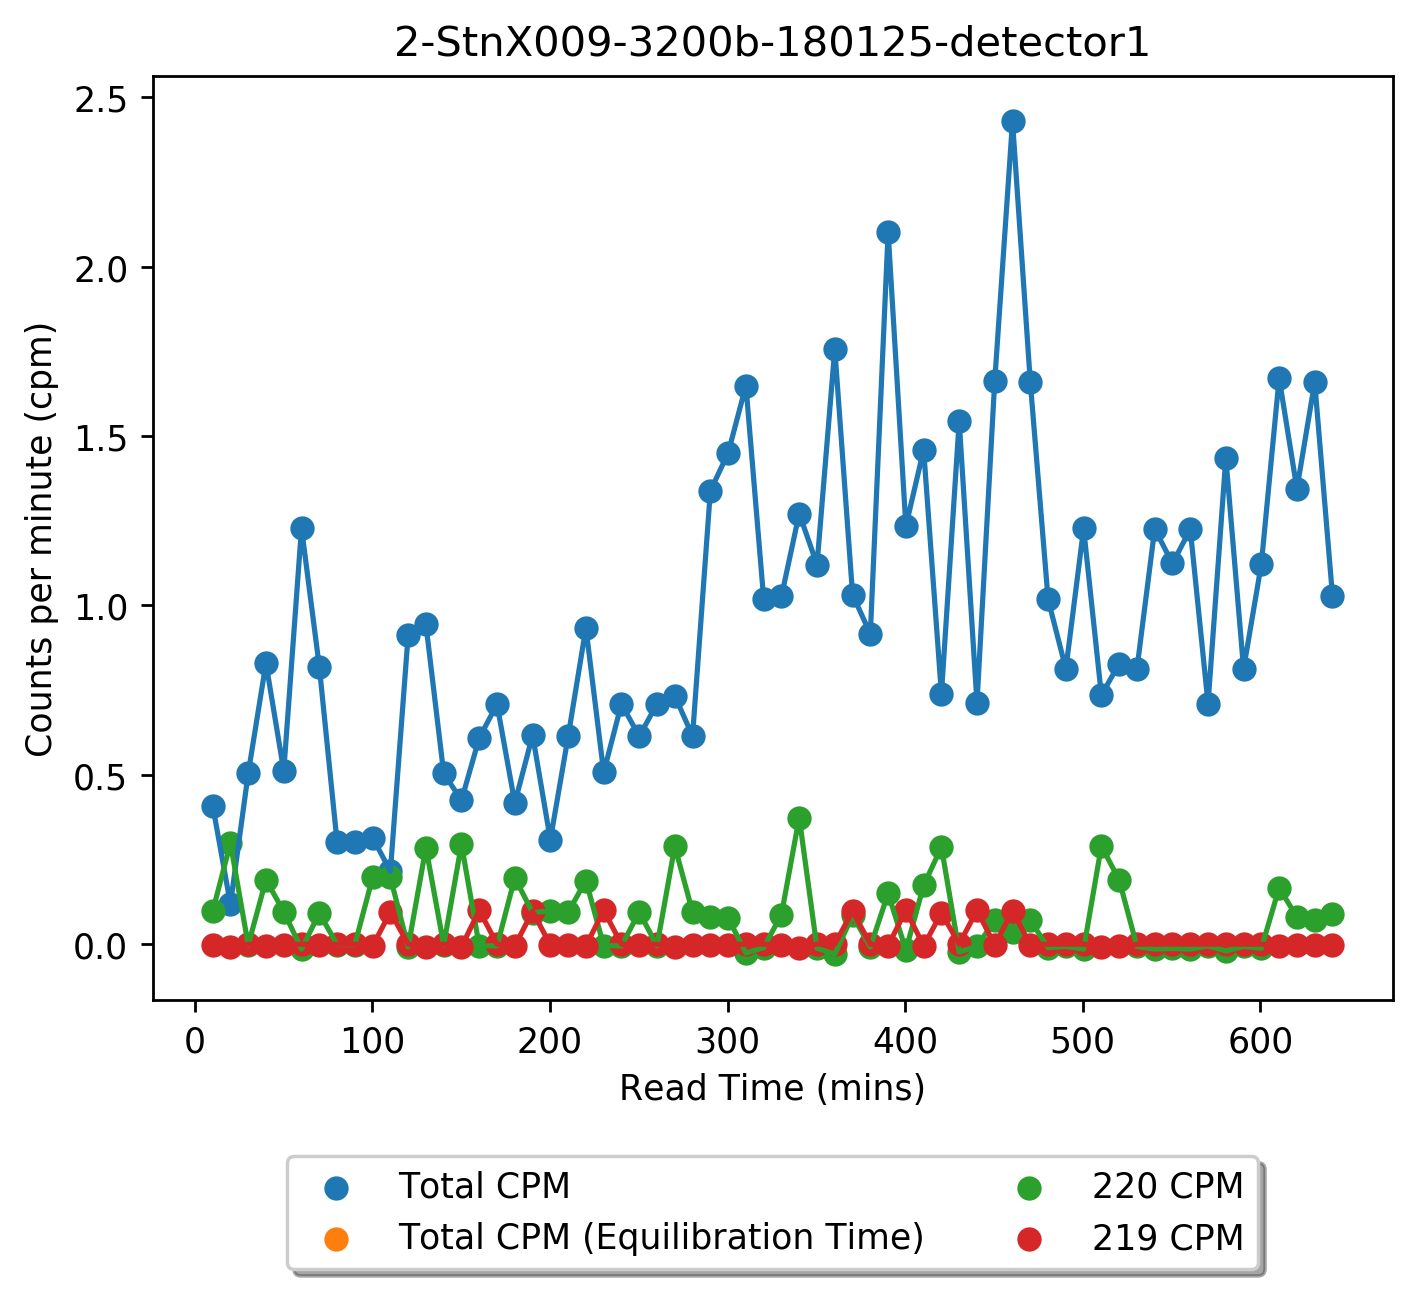 2-StnX009-3200b-180125-detector1
2.5
2.0
1.5
1.0
0.5
0.0
Counts per minute (cpm)
0 100 200 300 400 500 600
Read Time (mins)
Total CPM
Total CPM (Equilibration Time)
220 CPM
219 CPM